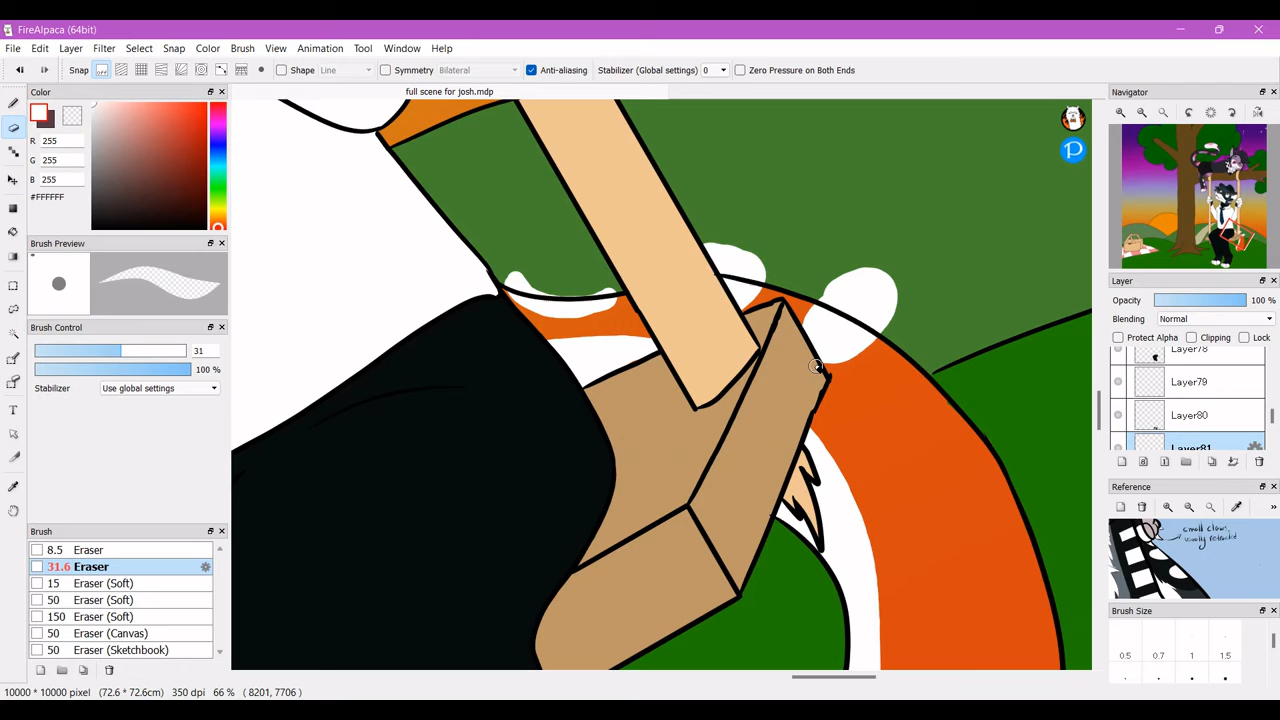 FireAlpaca (64bit)
File Edit Layer Filter Select Snap Color Brush View Animation Tool Window Help
Snap Shape Line Symmetry Bilateral Anti-aliasing Stabilizer (Global settings) 0 Zero Pressure on Both Ends
Color
R 255
G 255
B 255
#FFFFFF
Brush Preview
Brush Control
31
100 %
Stabilizer Use global settings
Brush
8.5 Eraser
31.6 Eraser
15 Eraser (Soft)
50 Eraser (Soft)
150 Eraser (Soft)
50 Eraser (Canvas)
50 Eraser (Sketchbook)
full scene for josh.mdp
Navigator
Layer
Opacity 100 %
Blending Normal
Protect Alpha Clipping Lock
Layer78
Layer79
Layer80
Layer81
Reference
»
small claws,
usually retracted
Brush Size
0.5 0.7 1 1.5
10000 * 10000 pixel (72.6 * 72.6cm) 350 dpi 66 % ( 8201, 7706 )